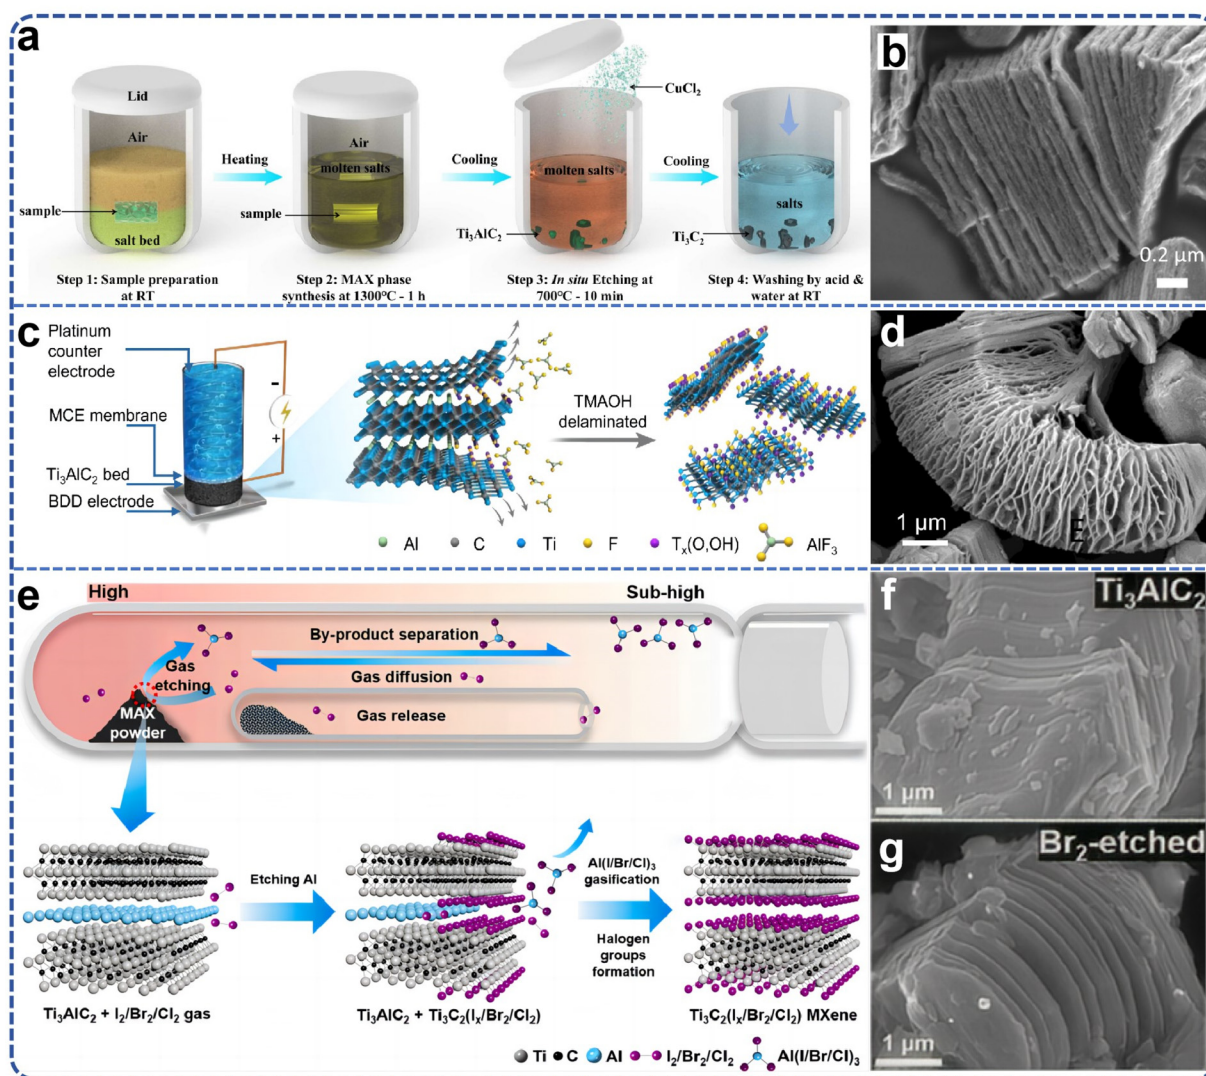 a
Lid
Air
sample
salt bed
Step 1: Sample preparation
at RT
Heating
Air
molten salts
sample
Step 2: MAX phase
synthesis at 1300°C - 1 h
Cooling
CuCl₂
molten salts
Ti₃AlC₂
Step 3: In situ Etching at
700°C - 10 min
Cooling
salts
Ti₃C₂
Step 4: Washing by acid &
water at RT
b
0.2 µm
c
Platinum
counter
electrode
MCE membrane
Ti₃AlC₂ bed
BDD electrode
-
+
TMAOH
delaminated
Al
C
Ti
F
Tₓ(O,OH)
AlF₃
d
1 µm
e
High
Sub-high
By-product separation
Gas diffusion
Gas
etching
Gas release
MAX
powder
Etching Al
Al(I/Br/Cl)₃
gasification
Halogen
groups
formation
Ti₃AlC₂ + I₂/Br₂/Cl₂ gas
Ti₃AlC₂ + Ti₃C₂(Iₓ/Br₂/Cl₂)
Ti₃C₂(Iₓ/Br₂/Cl₂) MXene
Ti
C
Al
I₂/Br₂/Cl₂
Al(I/Br/Cl)₃
f
Ti₃AlC₂
1 µm
g
Br₂-etched
1 µm